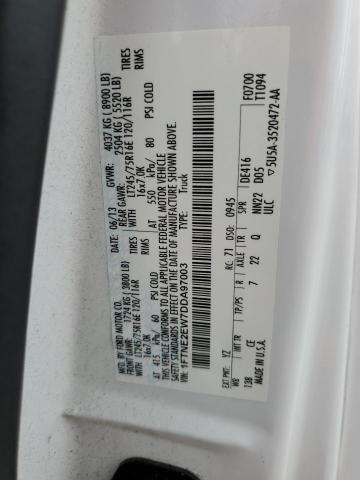 MFD. BY FORD MOTOR CO.
DATE: 06/13 GVWR: 4037 KG ( 8900 LB)
FRONT GAWR: 1724 KG ( 3800 LB) REAR GAWR: 2504 KG ( 5520 LB)
LT245/75R16E 120/116R TIRES LT245/75R16E 120/116R TIRES
16x7.0K RIMS 16x7.0K RIMS
AT 415 kPa/ 60 PSI COLD AT 550 kPa/ 80 PSI COLD
THIS VEHICLE CONFORMS TO ALL APPLICABLE FEDERAL MOTOR VEHICLE
SAFETY STANDARDS IN EFFECT ON THE DATE OF MANUFACTURE SHOWN ABOVE.
VIN: 1FTNE2EW7DDA97003
TYPE: Truck
F0700
T1094
EXT PNT: YZ RC: 71 DSO: 0945
WB INT TR TP/PS R AXLE TR SPR DE416
138 CE 7 22 Q NN22 DO5
MADE IN U.S.A. ULC
5U5A-3520472-AA